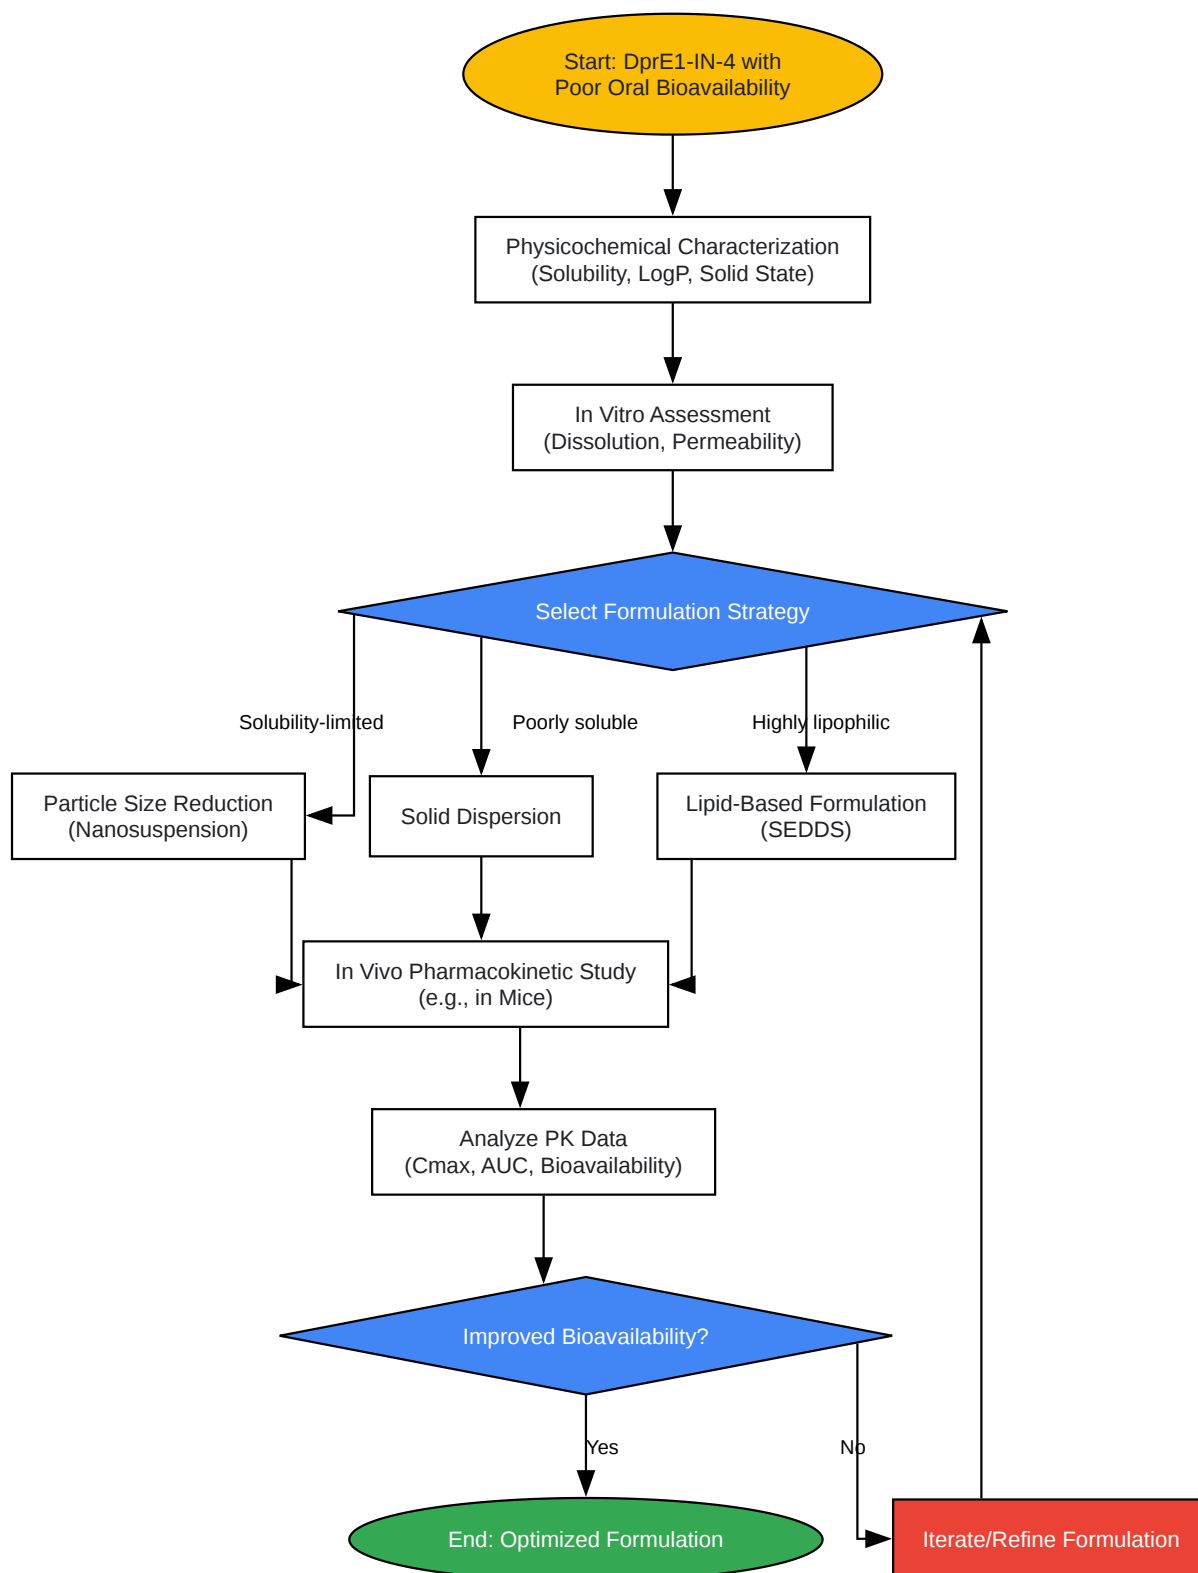 Start: DprE1-IN-4 with
Poor Oral Bioavailability
Physicochemical Characterization
(Solubility, LogP, Solid State)
In Vitro Assessment
(Dissolution, Permeability)
Select Formulation Strategy
Solubility-limited
Poorly soluble
Highly lipophilic
Particle Size Reduction
(Nanosuspension)
Solid Dispersion
Lipid-Based Formulation
(SEDDS)
In Vivo Pharmacokinetic Study
(e.g., in Mice)
Analyze PK Data
(Cmax, AUC, Bioavailability)
Improved Bioavailability?
Yes
No
End: Optimized Formulation
Iterate/Refine Formulation